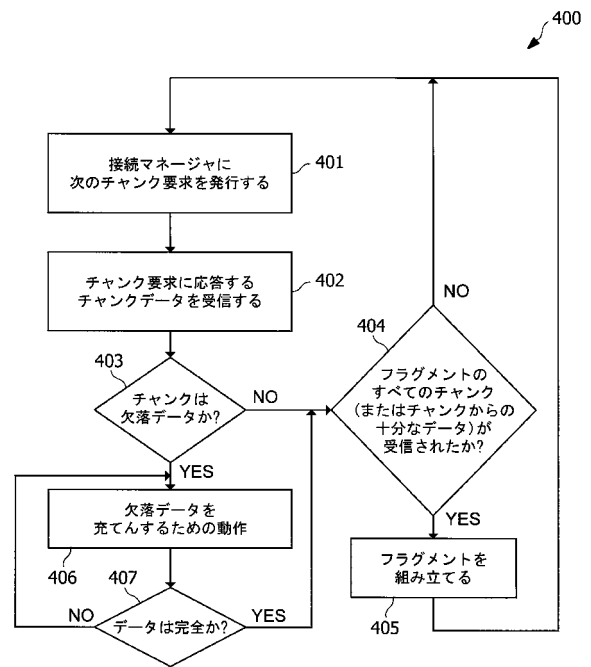 400
接続マネージャに
次のチャンク要求を発行する
401
チャンク要求に応答する
チャンクデータを受信する
402
403
チャンクは
欠落データか?
NO
YES
404
フラグメントの
すべてのチャンク
(またはチャンクからの
十分なデータ)が
受信されたか?
NO
YES
欠落データを
充てんするための動作
406
407
データは完全か?
NO
YES
フラグメントを
組み立てる
405